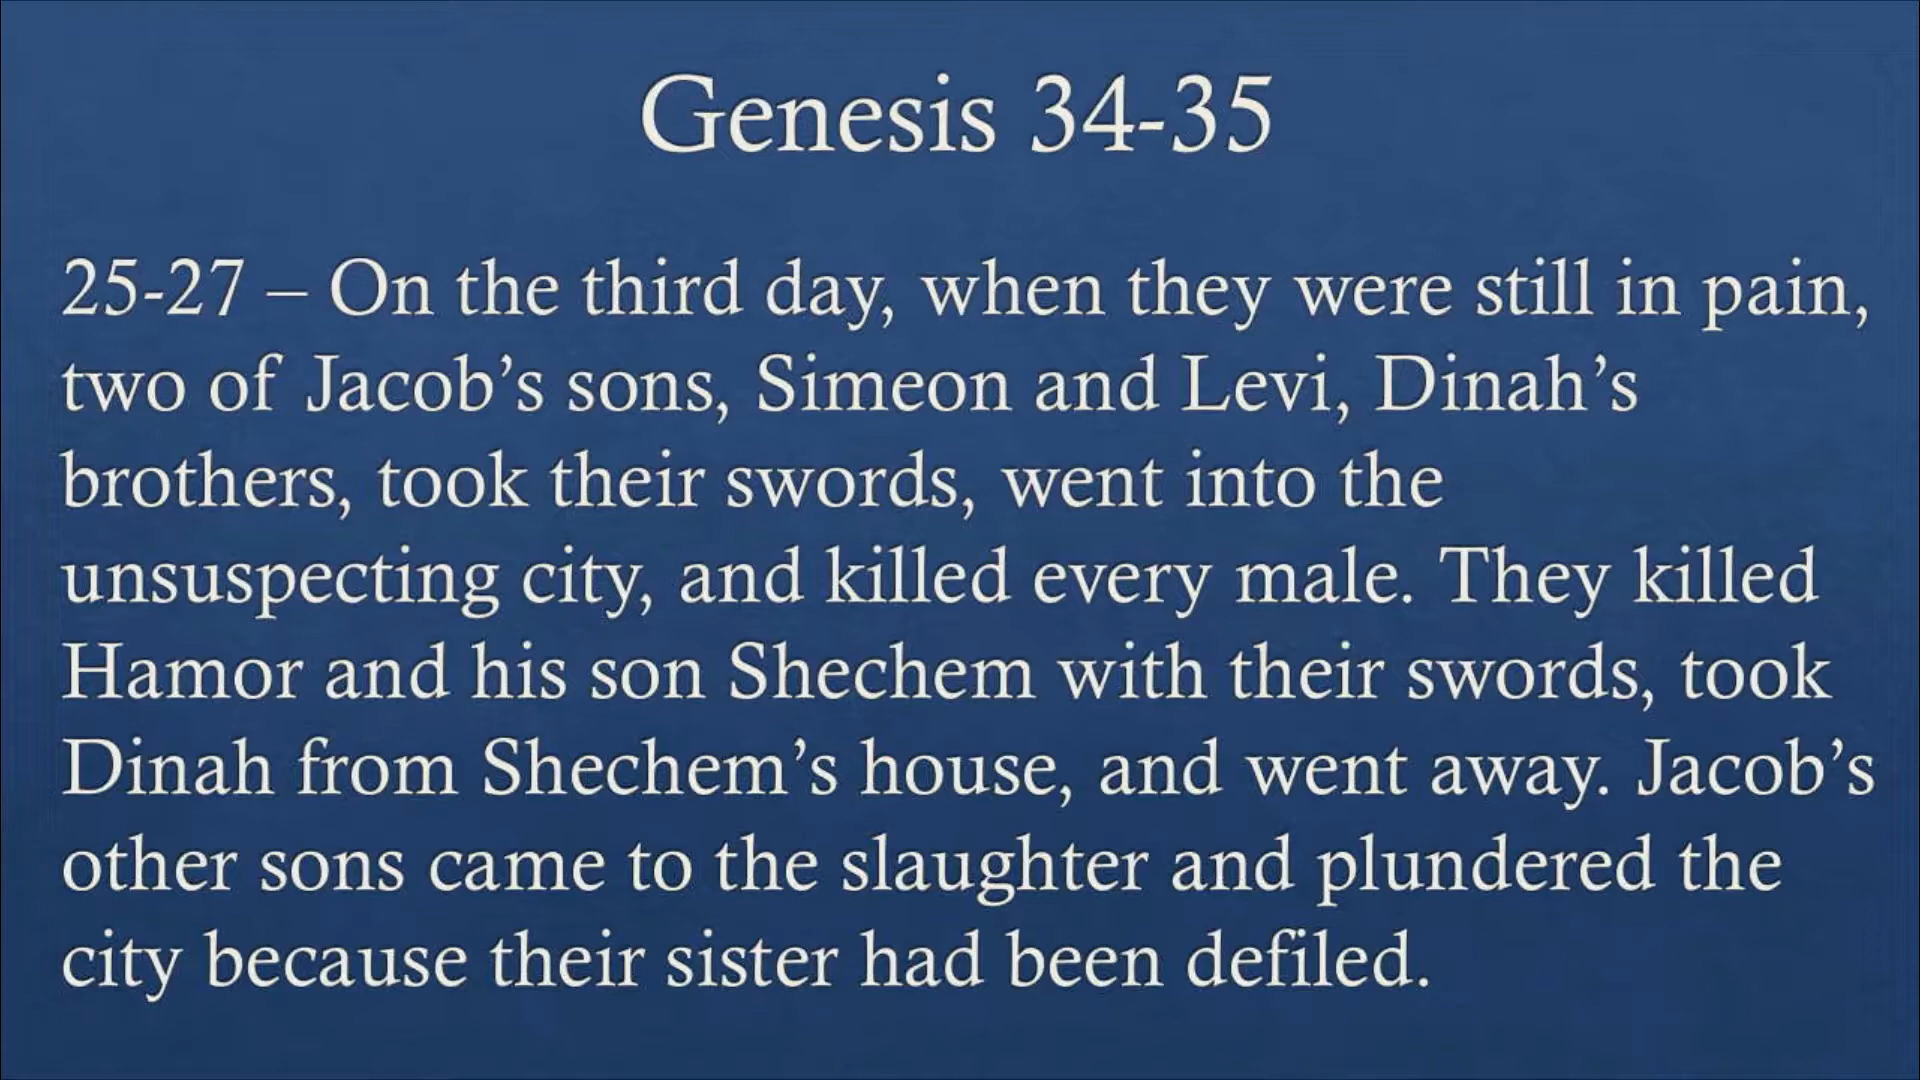 Genesis 34-35
25-27 – On the third day, when they were still in pain,
two of Jacob’s sons, Simeon and Levi, Dinah’s
brothers, took their swords, went into the
unsuspecting city, and killed every male. They killed
Hamor and his son Shechem with their swords, took
Dinah from Shechem’s house, and went away. Jacob’s
other sons came to the slaughter and plundered the
city because their sister had been defiled.